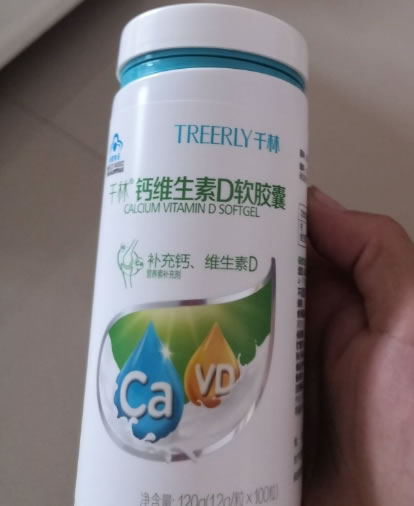 TREERLY千林
千林 钙维生素D软胶囊
CALCIUM VITAMIN D SOFTGEL
补充钙、维生素D
营养素补充剂
Ca
VD
净含量: 120g(1.2g/粒×100粒)